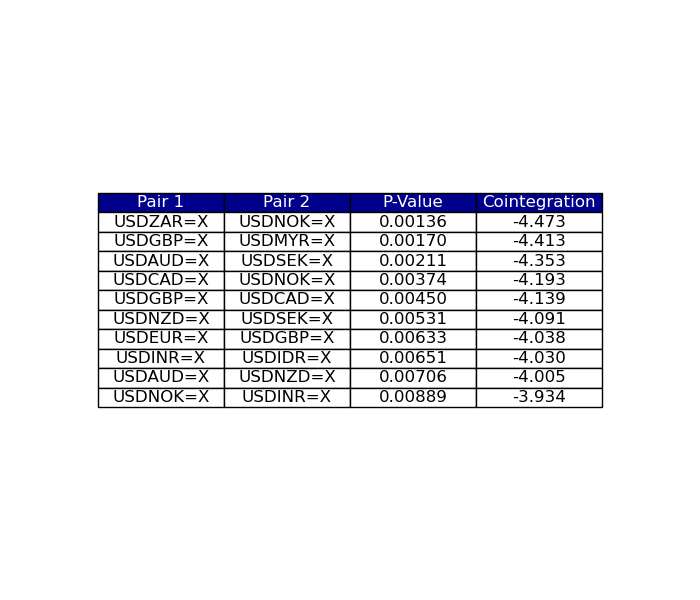 Pair 1 Pair 2 P-Value Cointegration
USDZAR=X USDNOK=X 0.00136 -4.473
USDGBP=X USDMYR=X 0.00170 -4.413
USDAUD=X USDSEK=X 0.00211 -4.353
USDCAD=X USDNOK=X 0.00374 -4.193
USDGBP=X USDCAD=X 0.00450 -4.139
USDNZD=X USDSEK=X 0.00531 -4.091
USDEUR=X USDGBP=X 0.00633 -4.038
USDINR=X USDIDR=X 0.00651 -4.030
USDAUD=X USDNZD=X 0.00706 -4.005
USDNOK=X USDINR=X 0.00889 -3.934